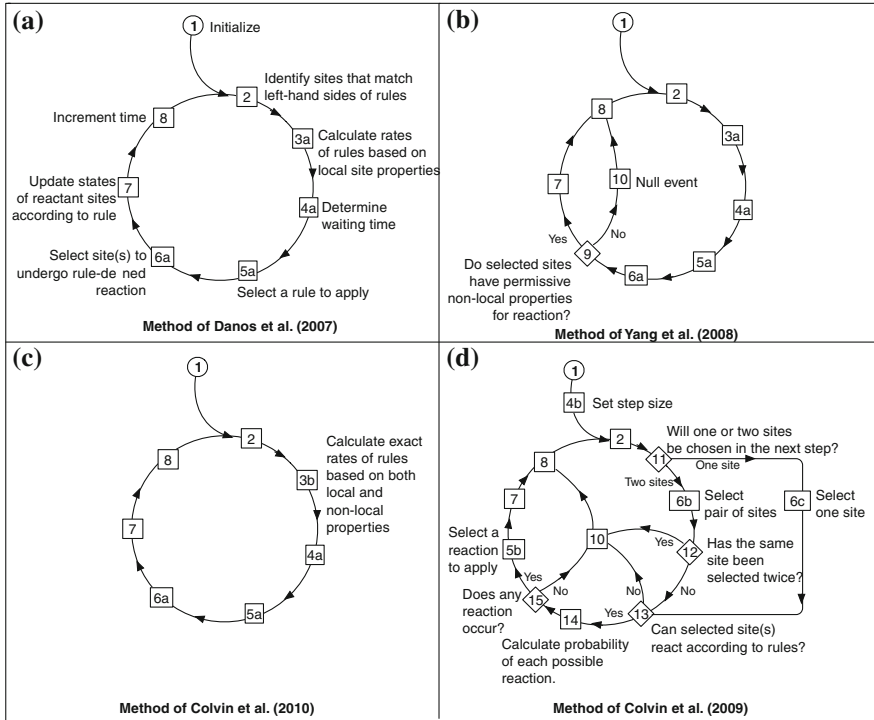 (a)
1 Initialize
2 Identify sites that match
left-hand sides of rules
3a Calculate rates
of rules based on
local site properties
4a Determine
waiting time
5a
Select a rule to apply
6a
Select site(s) to
undergo rule-de ned
reaction
7
Update states
of reactant sites
according to rule
8
Increment time
Method of Danos et al. (2007)
(b)
1
2
3a
4a
5a
6a
9
Do selected sites
have permissive
non-local properties
for reaction?
Yes
No
7
10 Null event
8
Method of Yang et al. (2008)
(c)
1
2
3b
Calculate exact
rates of rules
based on both
local and
non-local
properties
4a
5a
6a
7
8
Method of Colvin et al. (2010)
(d)
1
4b Set step size
2
11
Will one or two sites
be chosen in the next step?
One site
Two sites
6b Select
pair of sites
6c Select
one site
12 Has the same
site been
selected twice?
Yes
No
13
Can selected site(s)
react according to rules?
No
Yes
14
Calculate probability
of each possible
reaction.
15
Does any
reaction
occur?
Yes
No
10
5b
Select a
reaction
to apply
7
8
Method of Colvin et al. (2009)